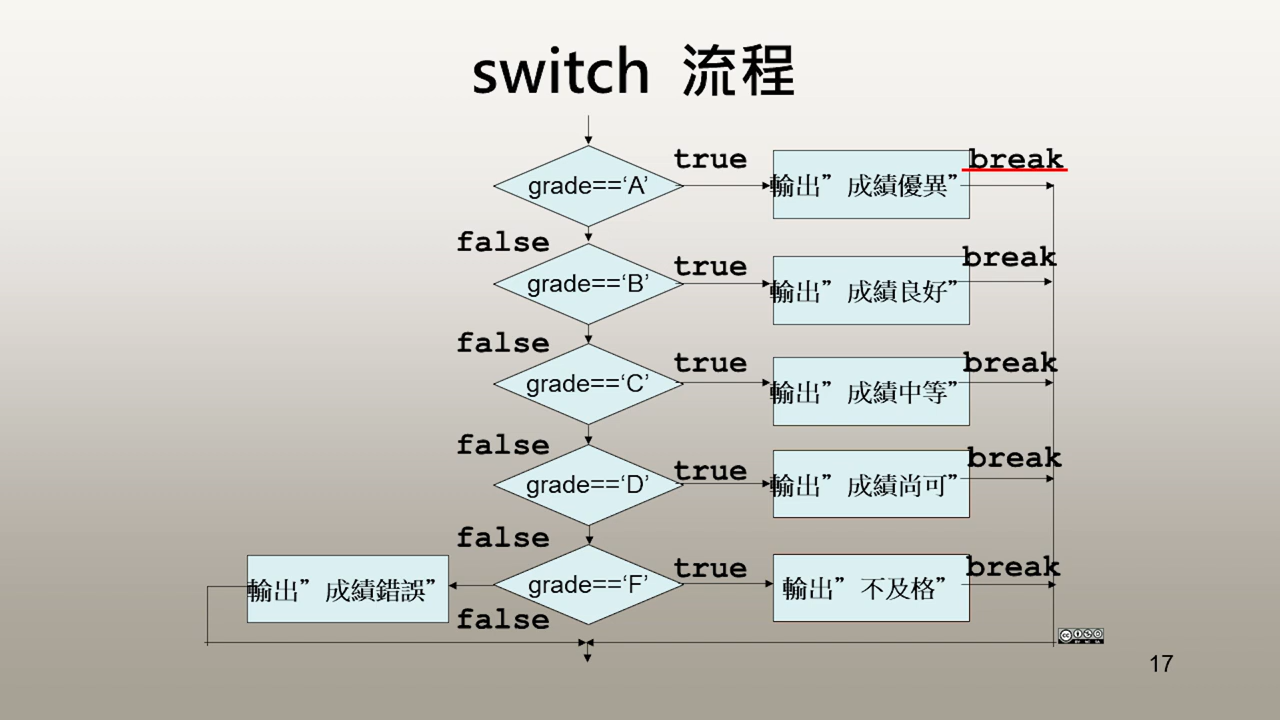 switch 流程
true
break
grade==‘A’
輸出”成績優異”
false
true
break
grade==‘B’
輸出”成績良好”
false
true
break
grade==‘C’
輸出”成績中等”
false
true
break
grade==‘D’
輸出”成績尚可”
false
true
break
輸出”成績錯誤”
grade==‘F’
輸出”不及格”
false
17